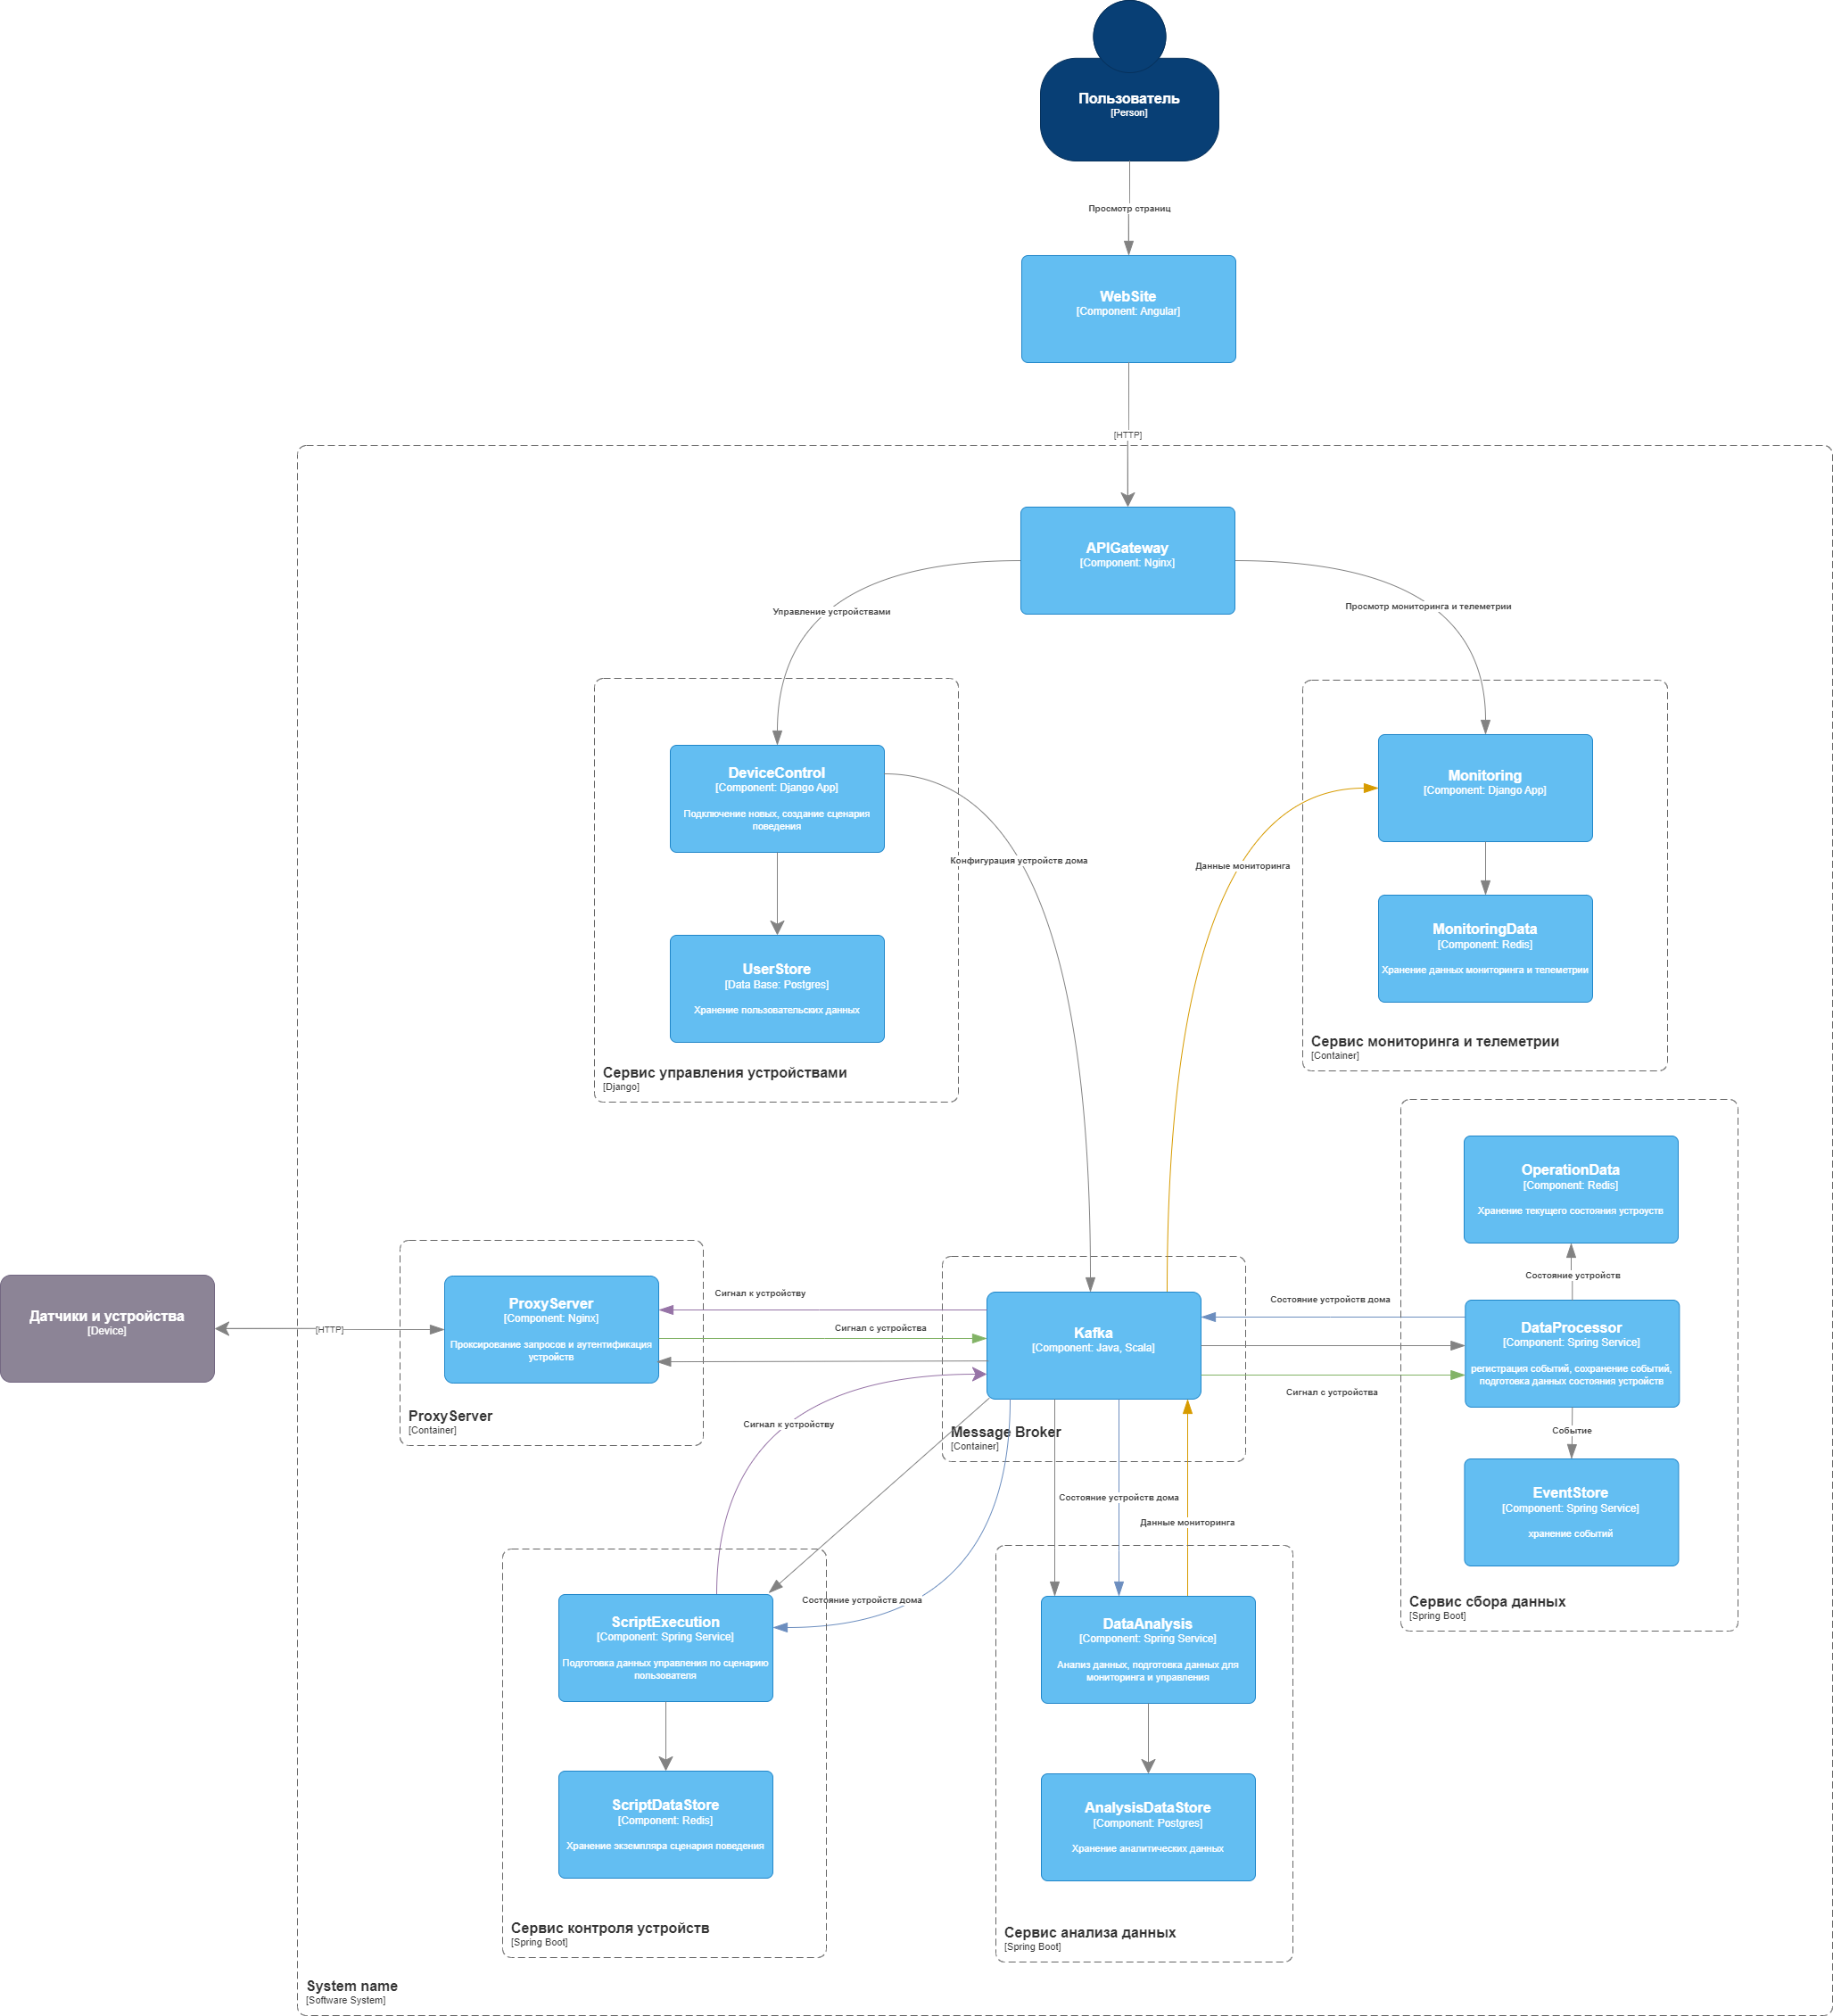 Пользователь
[Person]
Просмотр страниц
WebSite
[Component: Angular]
[HTTP]
APIGateway
[Component: Nginx]
Управление устройствами
Просмотр мониторинга и телеметрии
DeviceControl
[Component: Django App]
Подключение новых, создание сценария
поведения
Monitoring
[Component: Django App]
Конфигурация устройств дома
Данные мониторинга
UserStore
[Data Base: Postgres]
Хранение пользовательских данных
MonitoringData
[Component: Redis]
Хранение данных мониторинга и телеметрии
Сервис управления устройствами
[Django]
Сервис мониторинга и телеметрии
[Container]
OperationData
[Component: Redis]
Хранение текущего состояния устроуств
Состояние устройств
Датчики и устройства
[Device]
[HTTP]
ProxyServer
[Component: Nginx]
Проксирование запросов и аутентификация
устройств
ProxyServer
[Container]
Сигнал к устройству
Сигнал с устройства
Kafka
[Component: Java, Scala]
Message Broker
[Container]
Состояние устройств дома
Сигнал с устройства
DataProcessor
[Component: Spring Service]
регистрация событий, сохранение событий,
подготовка данных состояния устройств
Событие
EventStore
[Component: Spring Service]
хранение событий
Сервис сбора данных
[Spring Boot]
Сигнал к устройству
Состояние устройств дома
Данные мониторинга
Состояние устройств дома
ScriptExecution
[Component: Spring Service]
Подготовка данных управления по сценарию
пользователя
ScriptDataStore
[Component: Redis]
Хранение экземпляра сценария поведения
Сервис контроля устройств
[Spring Boot]
DataAnalysis
[Component: Spring Service]
Анализ данных, подготовка данных для
мониторинга и управления
AnalysisDataStore
[Component: Postgres]
Хранение аналитических данных
Сервис анализа данных
[Spring Boot]
System name
[Software System]